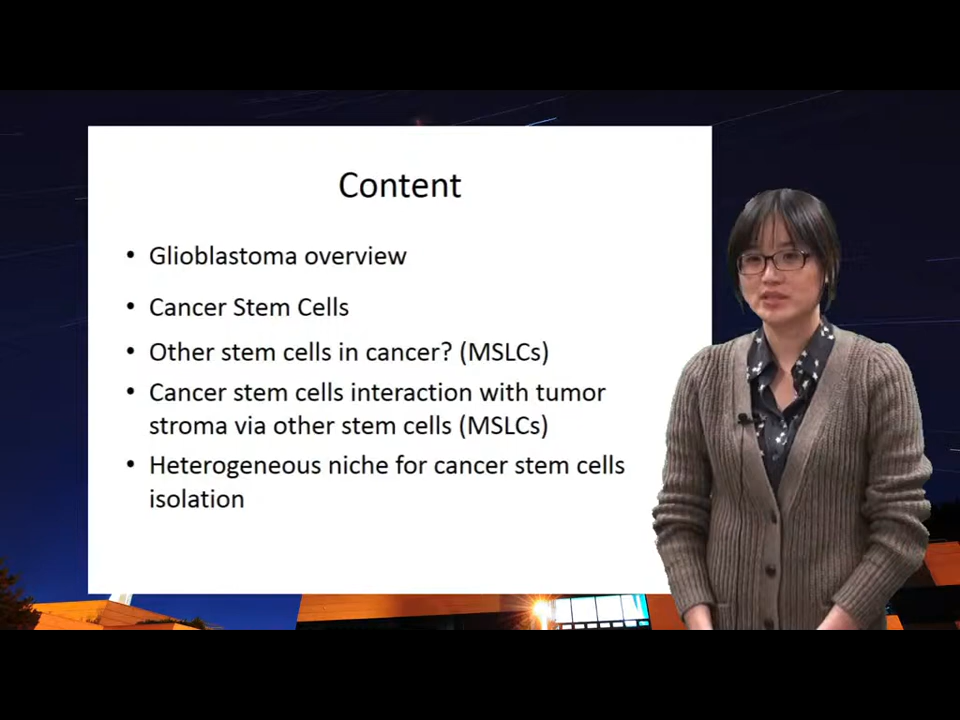 Content
• Glioblastoma overview
• Cancer Stem Cells
• Other stem cells in cancer? (MSLCs)
• Cancer stem cells interaction with tumor
stroma via other stem cells (MSLCs)
• Heterogeneous niche for cancer stem cells
isolation